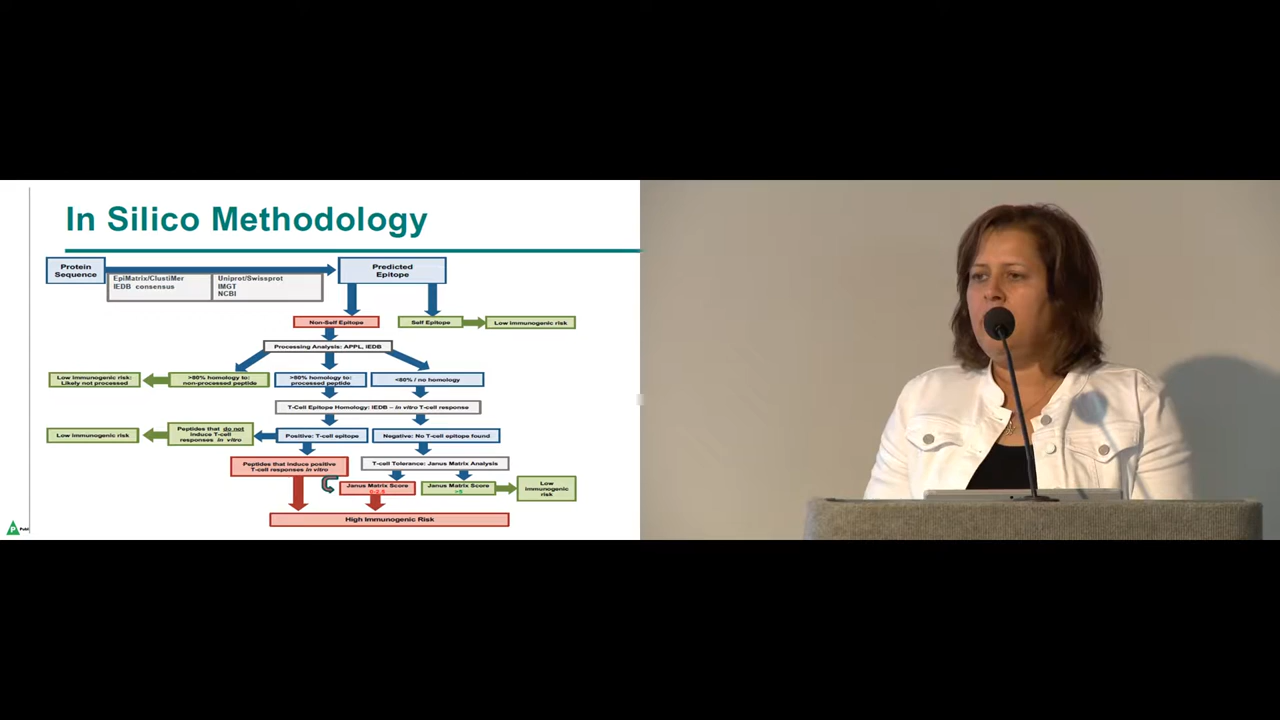 In Silico Methodology
Protein
Sequence
EpiMatrix/ClustiMer
IEDB consensus
Uniprot/Swissprot
IMGT
NCBI
Predicted
Epitope
Non-Self Epitope
Self Epitope
Low immunogenic risk
Processing Analysis: APPL, IEDB
Low immunogenic risk:
Likely not processed
>80% homology to:
non-processed peptide
>80% homology to:
processed peptide
<80% / no homology
T-Cell Epitope Homology: IEDB – in vitro T-cell response
Low immunogenic risk
Peptides that do not
induce T-cell
responses in vitro
Positive: T-cell epitope
Negative: No T-cell epitope found
Peptides that induce positive
T-cell responses in vitro
T-cell Tolerance: Janus Matrix Analysis
Janus Matrix Score
Janus Matrix Score
Low
immunogenic
risk
High Immunogenic Risk